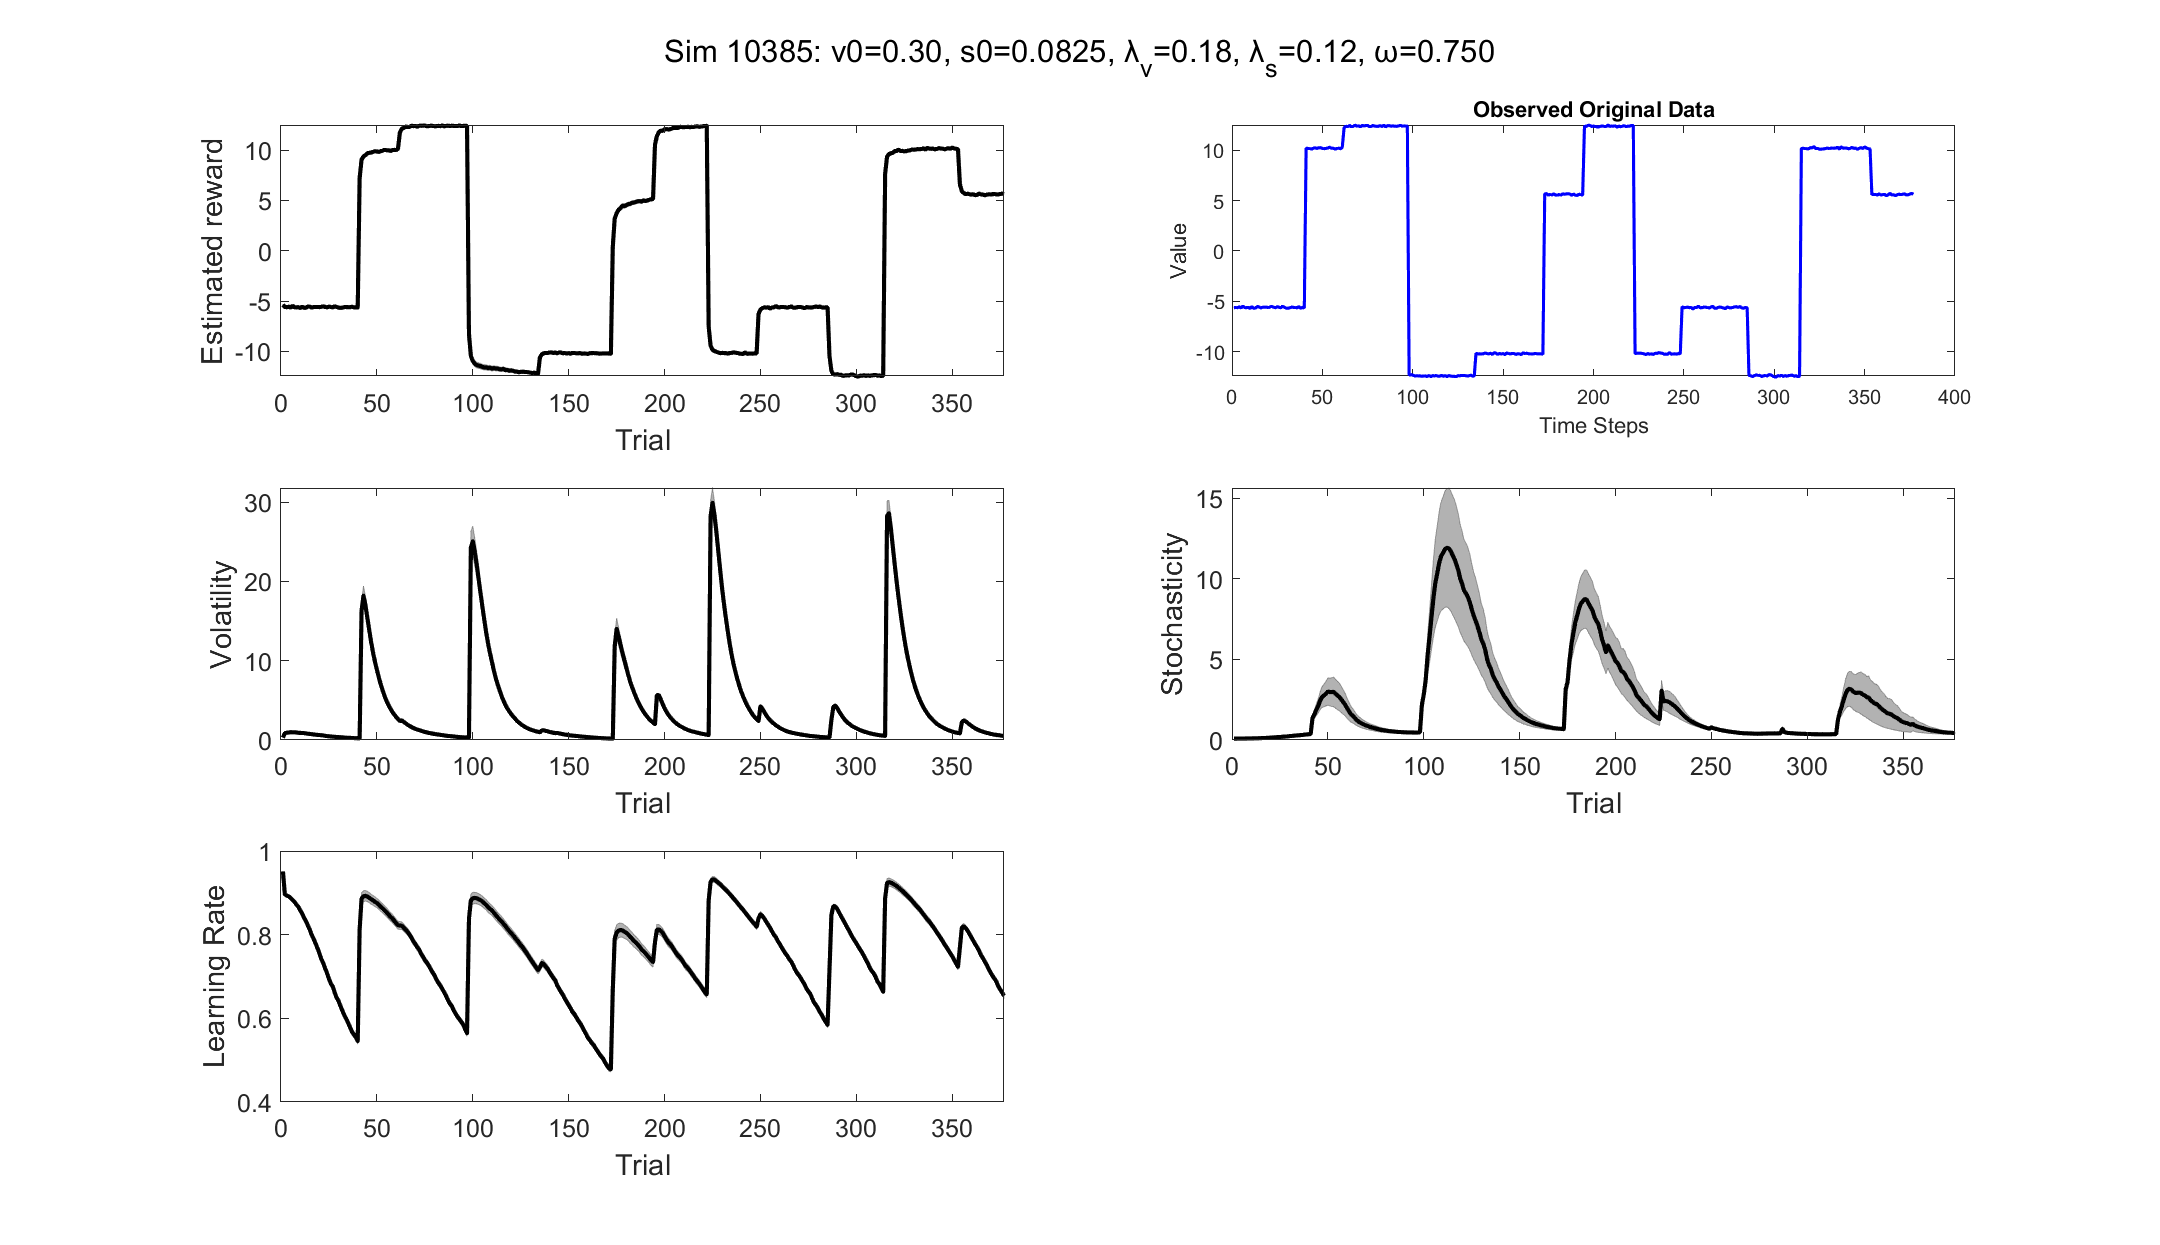 Sim 10385: v0=0.30, s0=0.0825, λ_v=0.18, λ_s=0.12, ω=0.750
Estimated reward
10
5
0
-5
-10
0 50 100 150 200 250 300 350
Trial
Observed Original Data
Value
10
5
0
-5
-10
0 50 100 150 200 250 300 350 400
Time Steps
Volatility
30
20
10
0
0 50 100 150 200 250 300 350
Trial
Stochasticity
15
10
5
0
0 50 100 150 200 250 300 350
Trial
Learning Rate
1
0.8
0.6
0.4
0 50 100 150 200 250 300 350
Trial